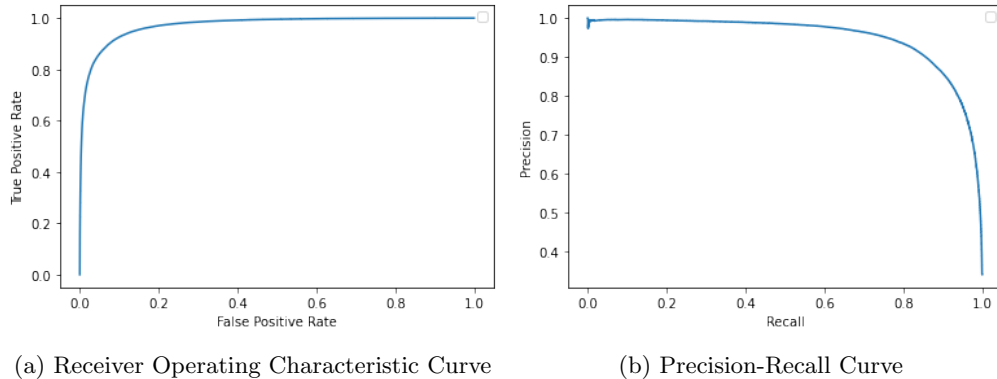 1.0
0.8
0.6
0.4
0.2
0.0
True Positive Rate
0.0 0.2 0.4 0.6 0.8 1.0
False Positive Rate
(a) Receiver Operating Characteristic Curve
1.0
0.9
0.8
0.7
0.6
0.5
0.4
Precision
0.0 0.2 0.4 0.6 0.8 1.0
Recall
(b) Precision-Recall Curve